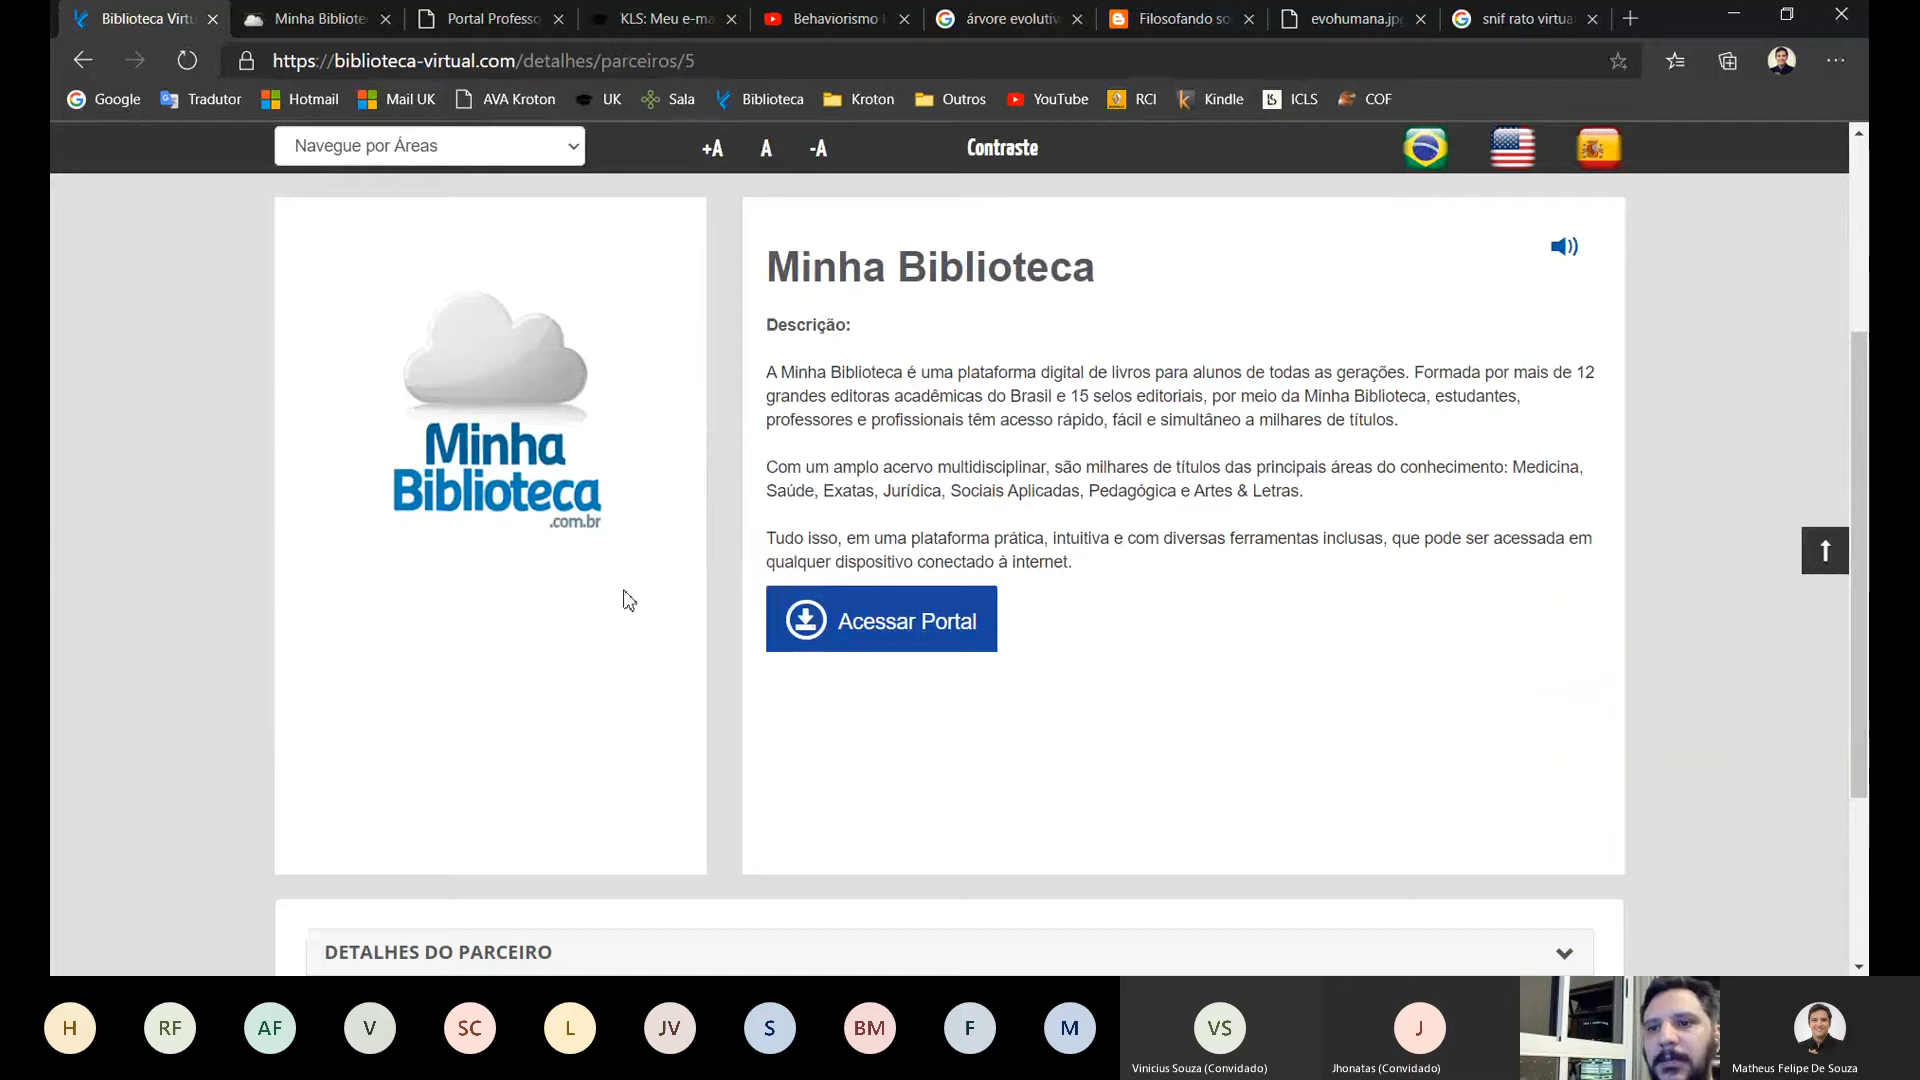 Biblioteca Virtu
Minha Bibliote
Portal Professo
KLS: Meu e-ma
Behaviorismo
árvore evolutiv
Filosofando so
evohumana.jp
snif rato virtua
https://biblioteca-virtual.com/detalhes/parceiros/5
Google
Tradutor
Hotmail
Mail UK
AVA Kroton
UK
Sala
Biblioteca
Kroton
Outros
YouTube
RCI
Kindle
ICLS
COF
Navegue por Áreas
+A
A
-A
Contraste
Minha
Biblioteca
.com.br
Minha Biblioteca
Descrição:
A Minha Biblioteca é uma plataforma digital de livros para alunos de todas as gerações. Formada por mais de 12
grandes editoras acadêmicas do Brasil e 15 selos editoriais, por meio da Minha Biblioteca, estudantes,
professores e profissionais têm acesso rápido, fácil e simultâneo a milhares de títulos.
Com um amplo acervo multidisciplinar, são milhares de títulos das principais áreas do conhecimento: Medicina,
Saúde, Exatas, Jurídica, Sociais Aplicadas, Pedagógica e Artes & Letras.
Tudo isso, em uma plataforma prática, intuitiva e com diversas ferramentas inclusas, que pode ser acessada em
qualquer dispositivo conectado à internet.
Acessar Portal
DETALHES DO PARCEIRO
H
RF
AF
V
SC
L
JV
S
BM
F
M
VS
Vinicius Souza (Convidado)
J
Jhonatas (Convidado)
Matheus Felipe De Souza